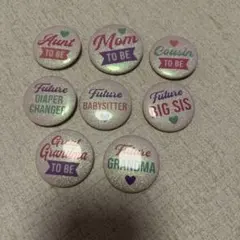 Aunt
TO BE
Mom
TO BE
Cousin
TO BE
Future
DIAPER
CHANGER
Future
BABYSITTER
Future
BIG SIS
Great
Grandma
TO BE
Future
GRANDMA